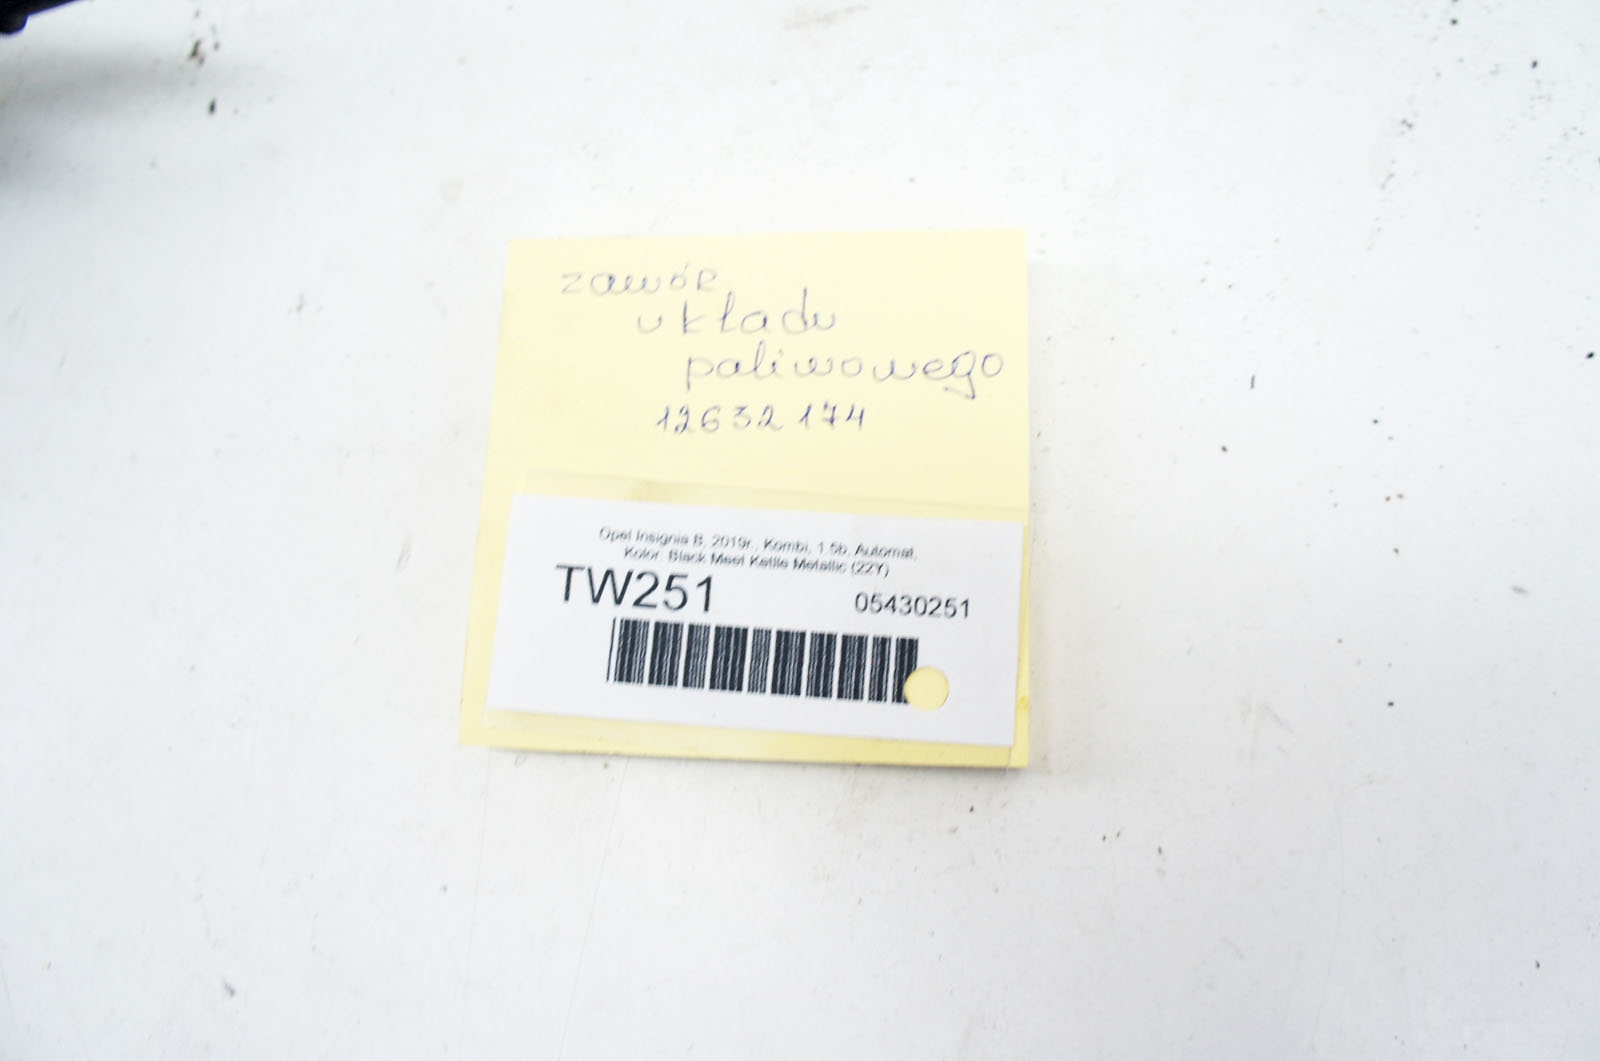 zawór
układu
paliwowego
12632174
Opel Insignia B, 2019r., Kombi, 1.5b, Automat,
Kolor: Black Meet Kettle Metallic (22Y)
TW251 05430251